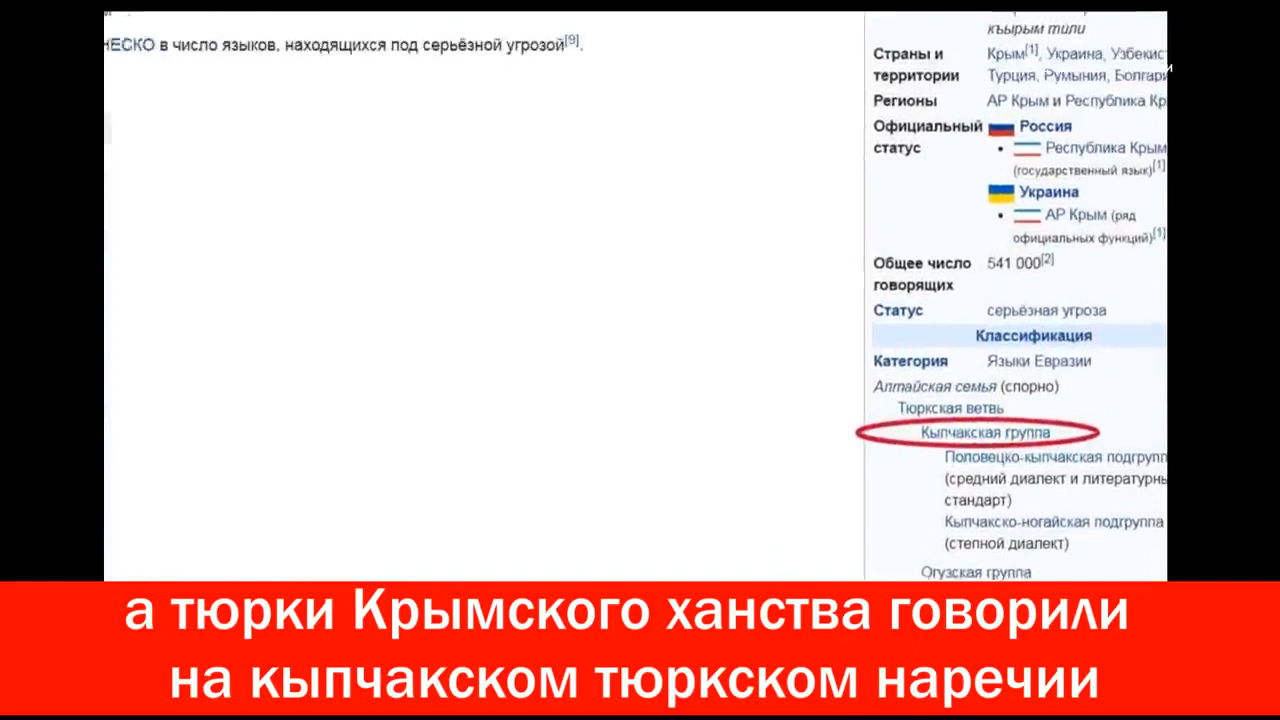 НЕСКО в число языков, находящихся под серьёзной угрозой[9].
къырым тили
Страны и территории
Крым[1], Украина, Узбекис
Турция, Румыния, Болгари
Регионы
АР Крым и Республика Кр
Официальный статус
Россия
• Республика Крым
(государственный язык)[1]
Украина
• АР Крым (ряд
официальных функций)[1]
Общее число говорящих
541 000[2]
Статус
серьёзная угроза
Классификация
Категория
Языки Евразии
Алтайская семья (спорно)
Тюркская ветвь
Кыпчакская группа
Половецко-кыпчакская подгрупп
(средний диалект и литературны
стандарт)
Кыпчакско-ногайская подгруппа
(степной диалект)
Огузская группа
а тюрки Крымского ханства говорили
на кыпчакском тюркском наречии